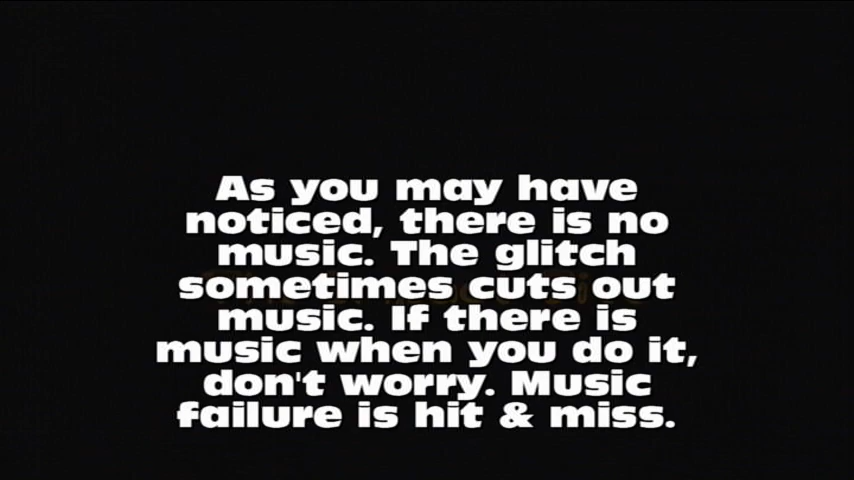 As you may have
noticed, there is no
music. The glitch
sometimes cuts out
music. If there is
music when you do it,
don't worry. Music
failure is hit & miss.